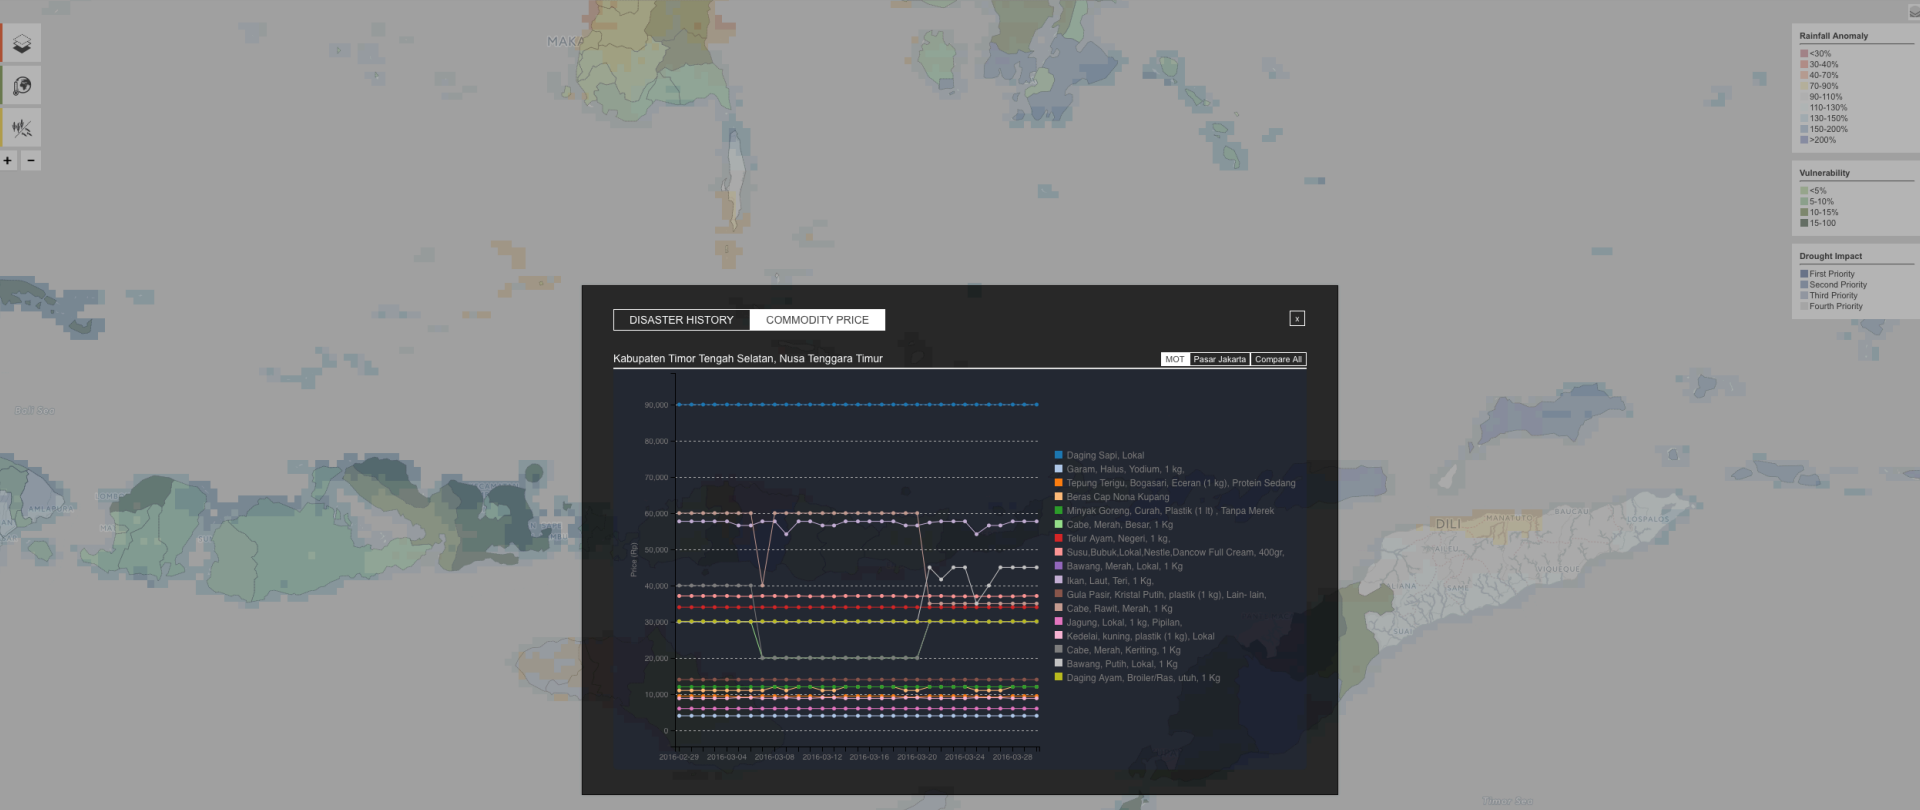 MAKA
Bali Sea
DILI
MANATUTO
BAUCAU
LOSPALOS
VIQUEQUE
SAME
SUAI
Timor Sea
+ −
Rainfall Anomaly
<30%
30-40%
40-70%
70-90%
90-110%
110-130%
130-150%
150-200%
>200%
Vulnerability
<5%
5-10%
10-15%
15-100
Drought Impact
First Priority
Second Priority
Third Priority
Fourth Priority
DISASTER HISTORY COMMODITY PRICE
x
Kabupaten Timor Tengah Selatan, Nusa Tenggara Timur
MOT Pasar Jakarta Compare All
Price (Rp)
90,000
80,000
70,000
60,000
50,000
40,000
30,000
20,000
10,000
0
2016-02-29 2016-03-04 2016-03-08 2016-03-12 2016-03-16 2016-03-20 2016-03-24 2016-03-28
Daging Sapi, Lokal
Garam, Halus, Yodium, 1 kg,
Tepung Terigu, Bogasari, Eceran (1 kg), Protein Sedang
Beras Cap Nona Kupang
Minyak Goreng, Curah, Plastik (1 lt) , Tanpa Merek
Cabe, Merah, Besar, 1 Kg
Telur Ayam, Negeri, 1 kg,
Susu,Bubuk,Lokal,Nestle,Dancow Full Cream, 400gr,
Bawang, Merah, Lokal, 1 Kg
Ikan, Laut, Teri, 1 Kg,
Gula Pasir, Kristal Putih, plastik (1 kg), Lain- lain,
Cabe, Rawit, Merah, 1 Kg
Jagung, Lokal, 1 kg, Pipilan,
Kedelai, kuning, plastik (1 kg), Lokal
Cabe, Merah, Keriting, 1 Kg
Bawang, Putih, Lokal, 1 Kg
Daging Ayam, Broiler/Ras, utuh, 1 Kg